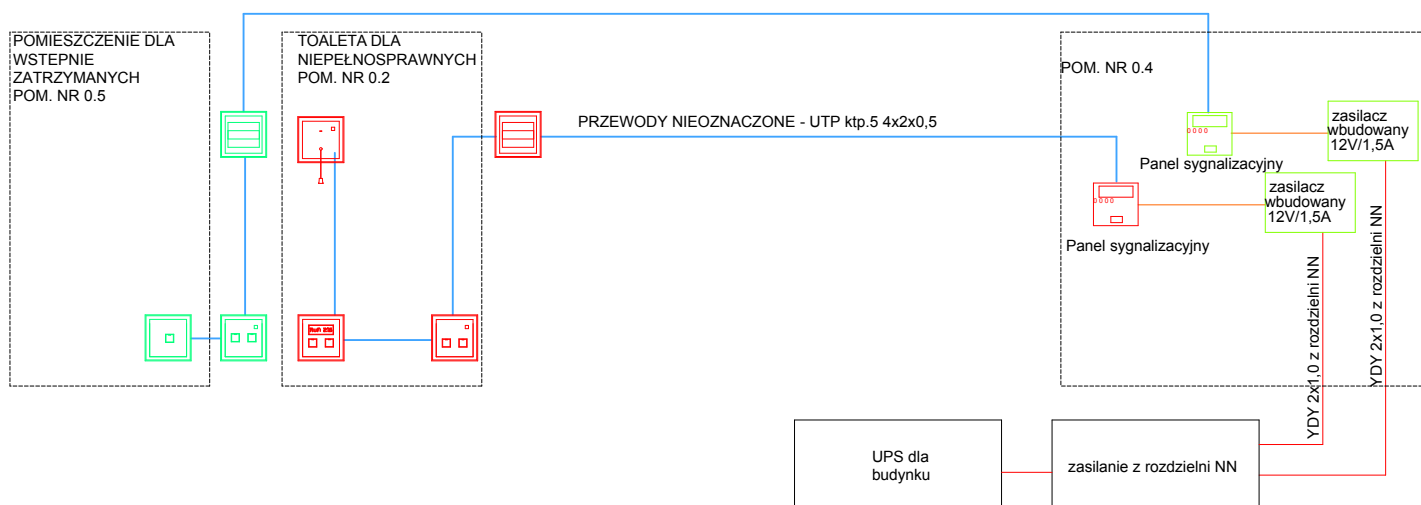 POMIESZCZENIE DLA
WSTEPNIE
ZATRZYMANYCH
POM. NR 0.5
TOALETA DLA
NIEPEŁNOSPRAWNYCH
POM. NR 0.2
PRZEWODY NIEOZNACZONE - UTP ktp.5 4x2x0,5
POM. NR 0.4
zasilacz
wbudowany
12V/1,5A
Panel sygnalizacyjny
zasilacz
wbudowany
12V/1,5A
Panel sygnalizacyjny
YDY 2x1,0 z rozdzielni NN
YDY 2x1,0 z rozdzielni NN
UPS dla
budynku
zasilanie z rozdzielni NN